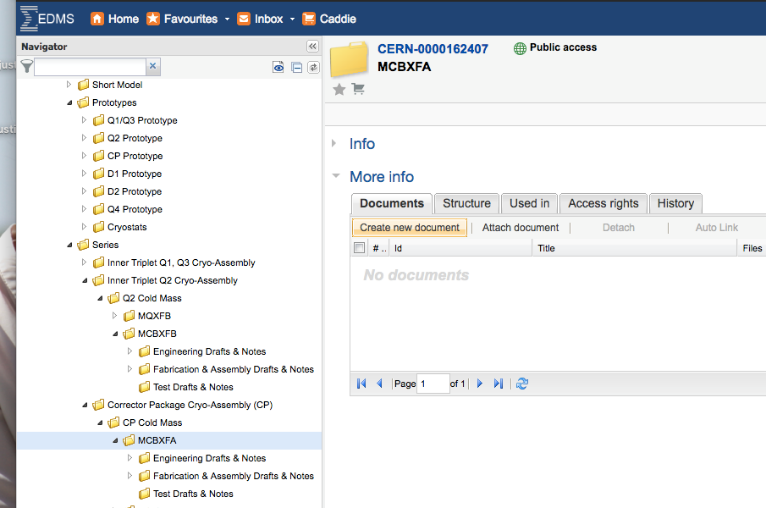 EDMS Home Favourites Inbox Caddie
Navigator
Short Model
Prototypes
Q1/Q3 Prototype
Q2 Prototype
CP Prototype
D1 Prototype
D2 Prototype
Q4 Prototype
Cryostats
Series
Inner Triplet Q1, Q3 Cryo-Assembly
Inner Triplet Q2 Cryo-Assembly
Q2 Cold Mass
MQXFB
MCBXFB
Engineering Drafts & Notes
Fabrication & Assembly Drafts & Notes
Test Drafts & Notes
Corrector Package Cryo-Assembly (CP)
CP Cold Mass
MCBXFA
Engineering Drafts & Notes
Fabrication & Assembly Drafts & Notes
Test Drafts & Notes
CERN-0000162407 Public access
MCBXFA
Info
More info
Documents Structure Used in Access rights History
Create new document Attach document Detach Auto Link
# .. Id Title Files
No documents
Page 1 of 1